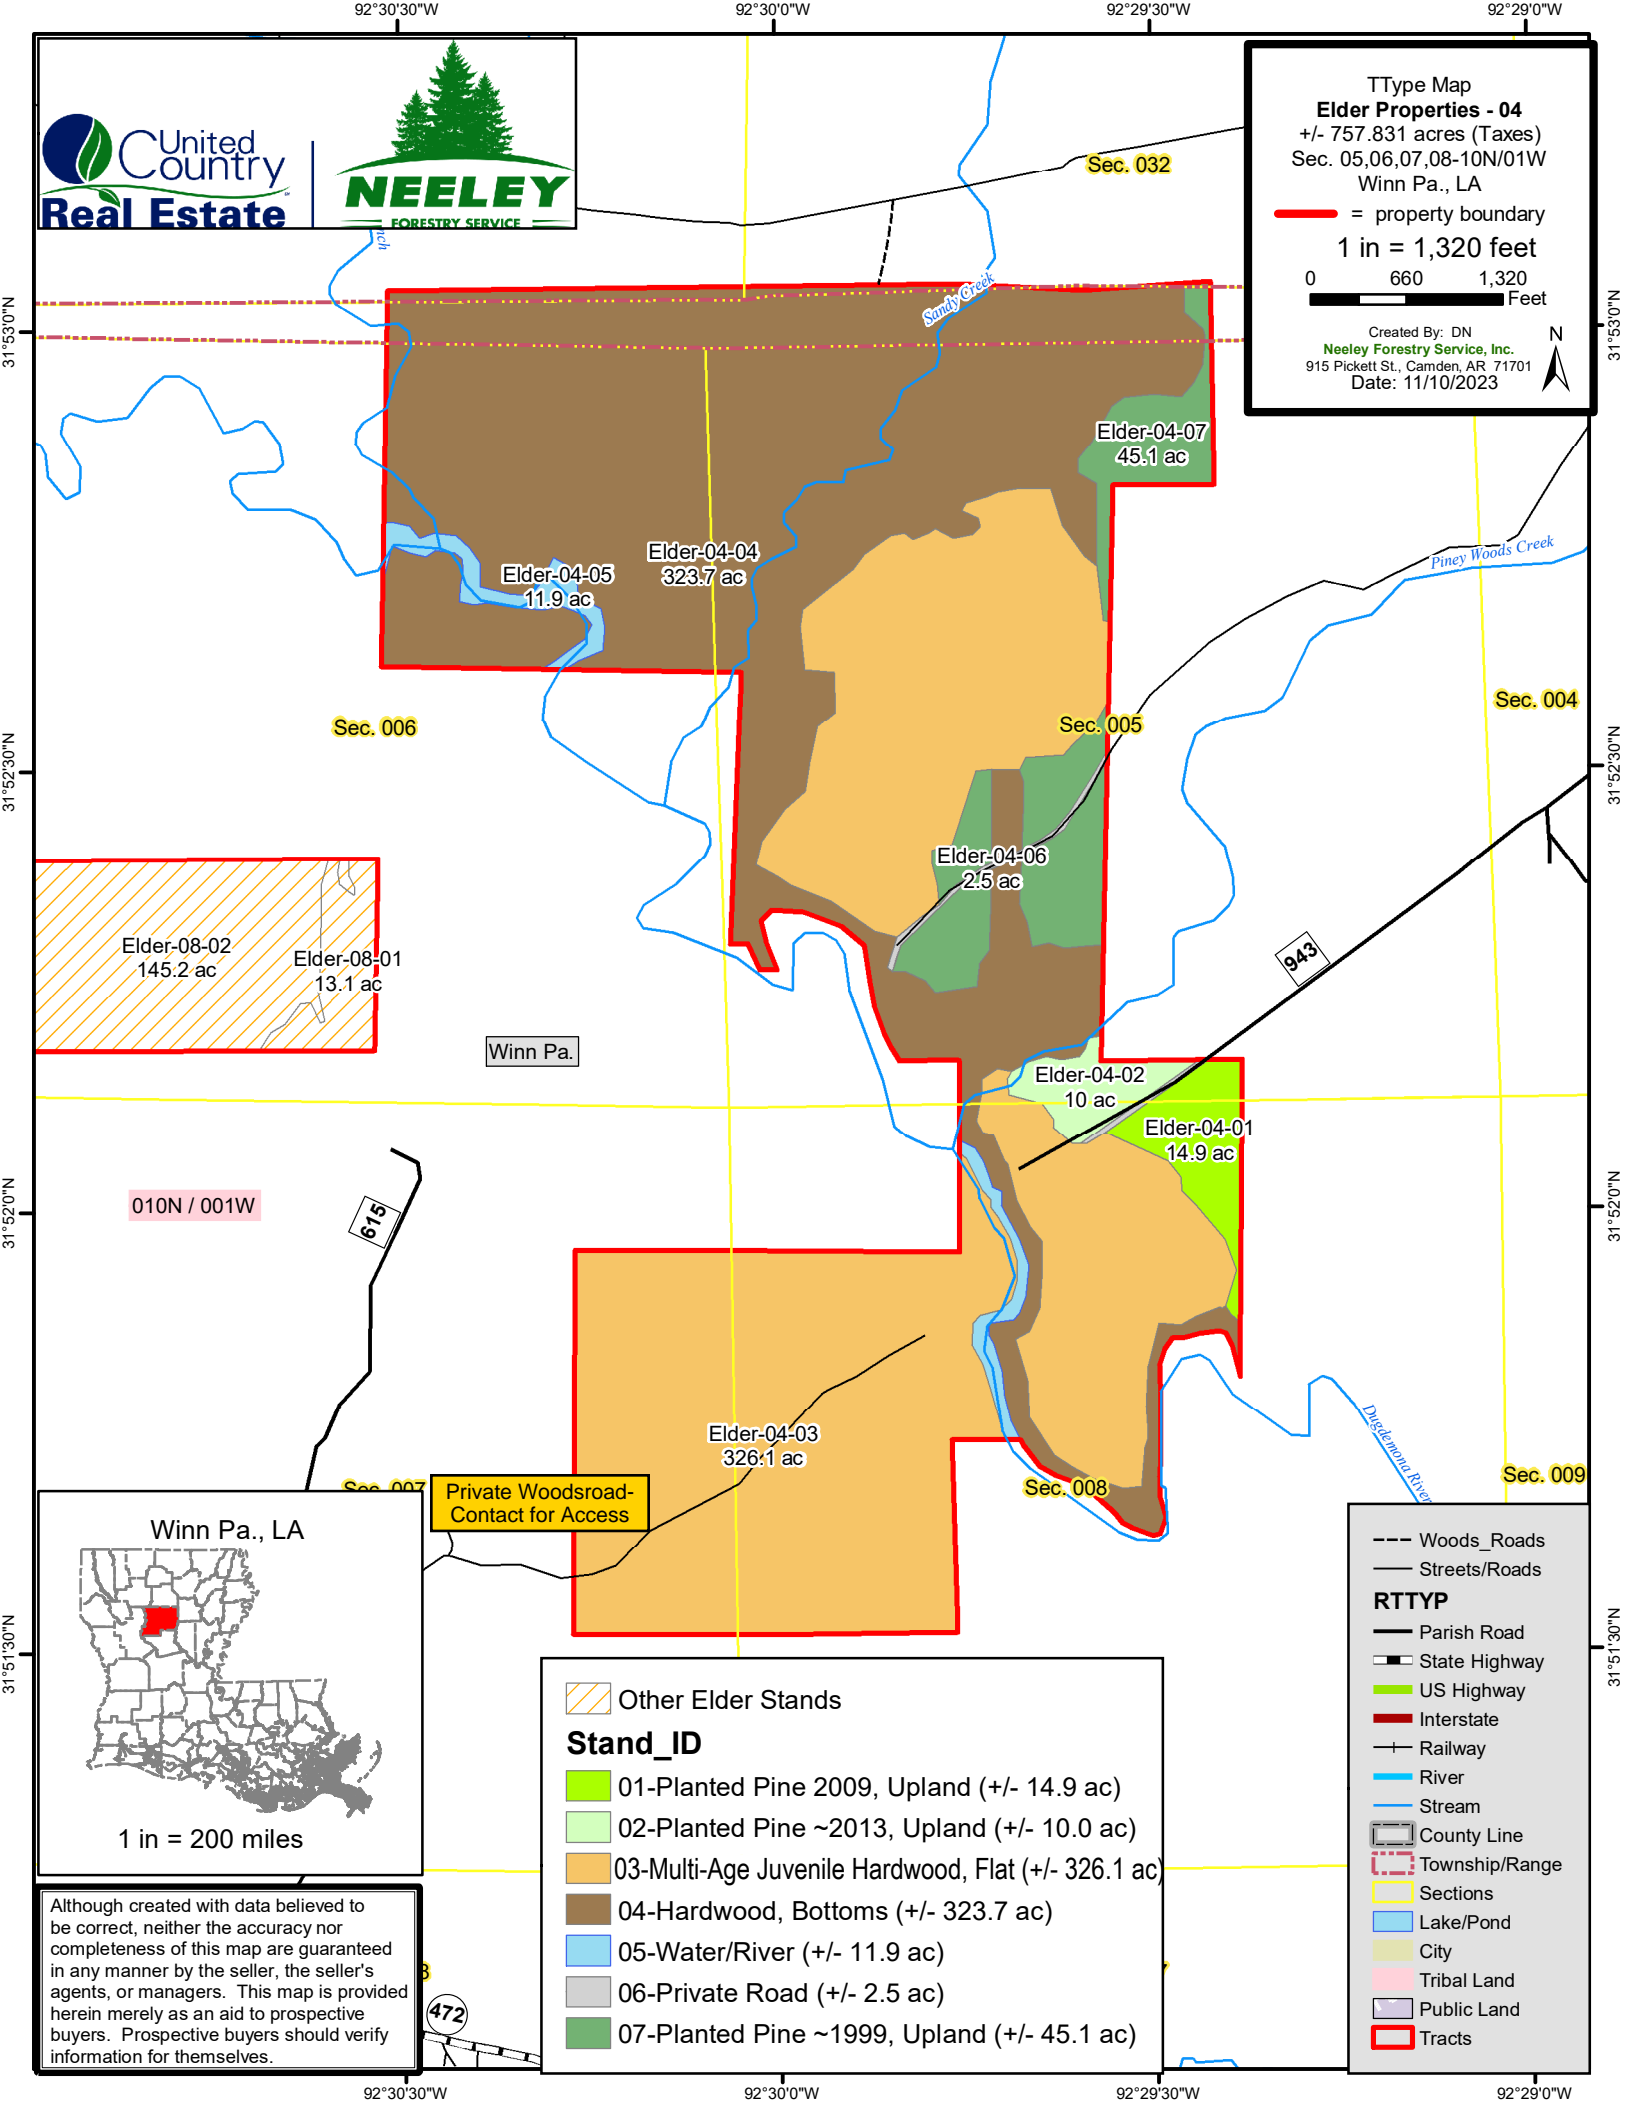 92°30'30"W
92°30'0"W
92°29'30"W
92°29'0"W
United
Country
Real Estate
NEELEY
FORESTRY SERVICE
TType Map
Elder Properties - 04
+/- 757.831 acres (Taxes)
Sec. 05,06,07,08-10N/01W
Winn Pa., LA
= property boundary
1 in = 1,320 feet
0 660 1,320
Feet
Created By: DN
Neeley Forestry Service, Inc.
915 Pickett St., Camden, AR 71701
Date: 11/10/2023
N
Sec. 032
nch
Sandy Creek
31°53'0"N
31°53'0"N
Elder-04-07
45.1 ac
Piney Woods Creek
Elder-04-04
323.7 ac
Elder-04-05
11.9 ac
Sec. 006
Sec. 005
Sec. 004
31°52'30"N
31°52'30"N
Elder-04-06
2.5 ac
Elder-08-02
145.2 ac
Elder-08-01
13.1 ac
943
Winn Pa.
Elder-04-02
10 ac
Elder-04-01
14.9 ac
010N / 001W
615
31°52'0"N
31°52'0"N
Elder-04-03
326.1 ac
Dugdemona River
Sec. 007
Private Woodsroad-
Contact for Access
Sec. 008
Sec. 009
31°51'30"N
31°51'30"N
Winn Pa., LA
1 in = 200 miles
Other Elder Stands
Stand_ID
01-Planted Pine 2009, Upland (+/- 14.9 ac)
02-Planted Pine ~2013, Upland (+/- 10.0 ac)
03-Multi-Age Juvenile Hardwood, Flat (+/- 326.1 ac)
04-Hardwood, Bottoms (+/- 323.7 ac)
05-Water/River (+/- 11.9 ac)
06-Private Road (+/- 2.5 ac)
07-Planted Pine ~1999, Upland (+/- 45.1 ac)
Woods_Roads
Streets/Roads
RTTYP
Parish Road
State Highway
US Highway
Interstate
Railway
River
Stream
County Line
Township/Range
Sections
Lake/Pond
City
Tribal Land
Public Land
Tracts
Although created with data believed to
be correct, neither the accuracy nor
completeness of this map are guaranteed
in any manner by the seller, the seller's
agents, or managers. This map is provided
herein merely as an aid to prospective
buyers. Prospective buyers should verify
information for themselves.
472
92°30'30"W
92°30'0"W
92°29'30"W
92°29'0"W